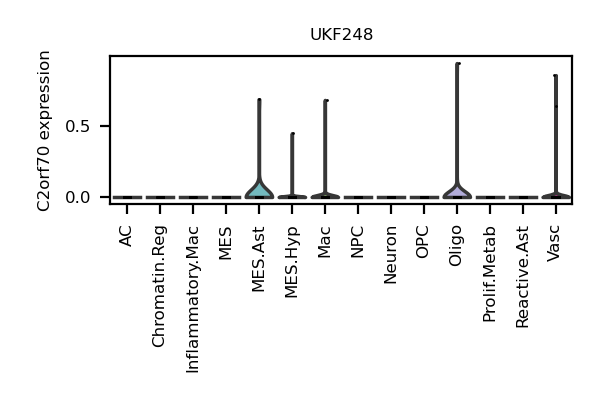 UKF248
C2orf70 expression
0.5
0.0
AC
Chromatin.Reg
Inflammatory.Mac
MES
MES.Ast
MES.Hyp
Mac
NPC
Neuron
OPC
Oligo
Prolif.Metab
Reactive.Ast
Vasc